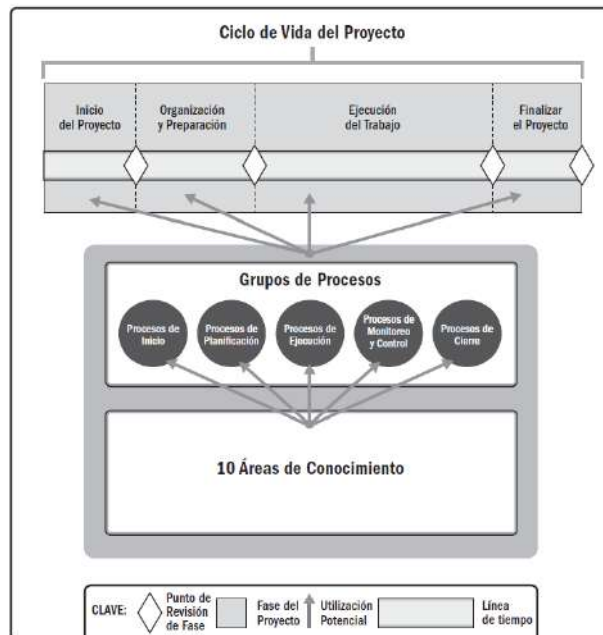 Ciclo de Vida del Proyecto
Inicio
del Proyecto
Organización
y Preparación
Ejecución
del Trabajo
Finalizar
el Proyecto
Grupos de Procesos
Procesos de
Inicio
Procesos de
Planificación
Procesos de
Ejecución
Procesos de
Monitoreo
y Control
Procesos de
Cierre
10 Áreas de Conocimiento
CLAVE:
Punto de
Revisión
de Fase
Fase del
Proyecto
Utilización
Potencial
Línea
de tiempo